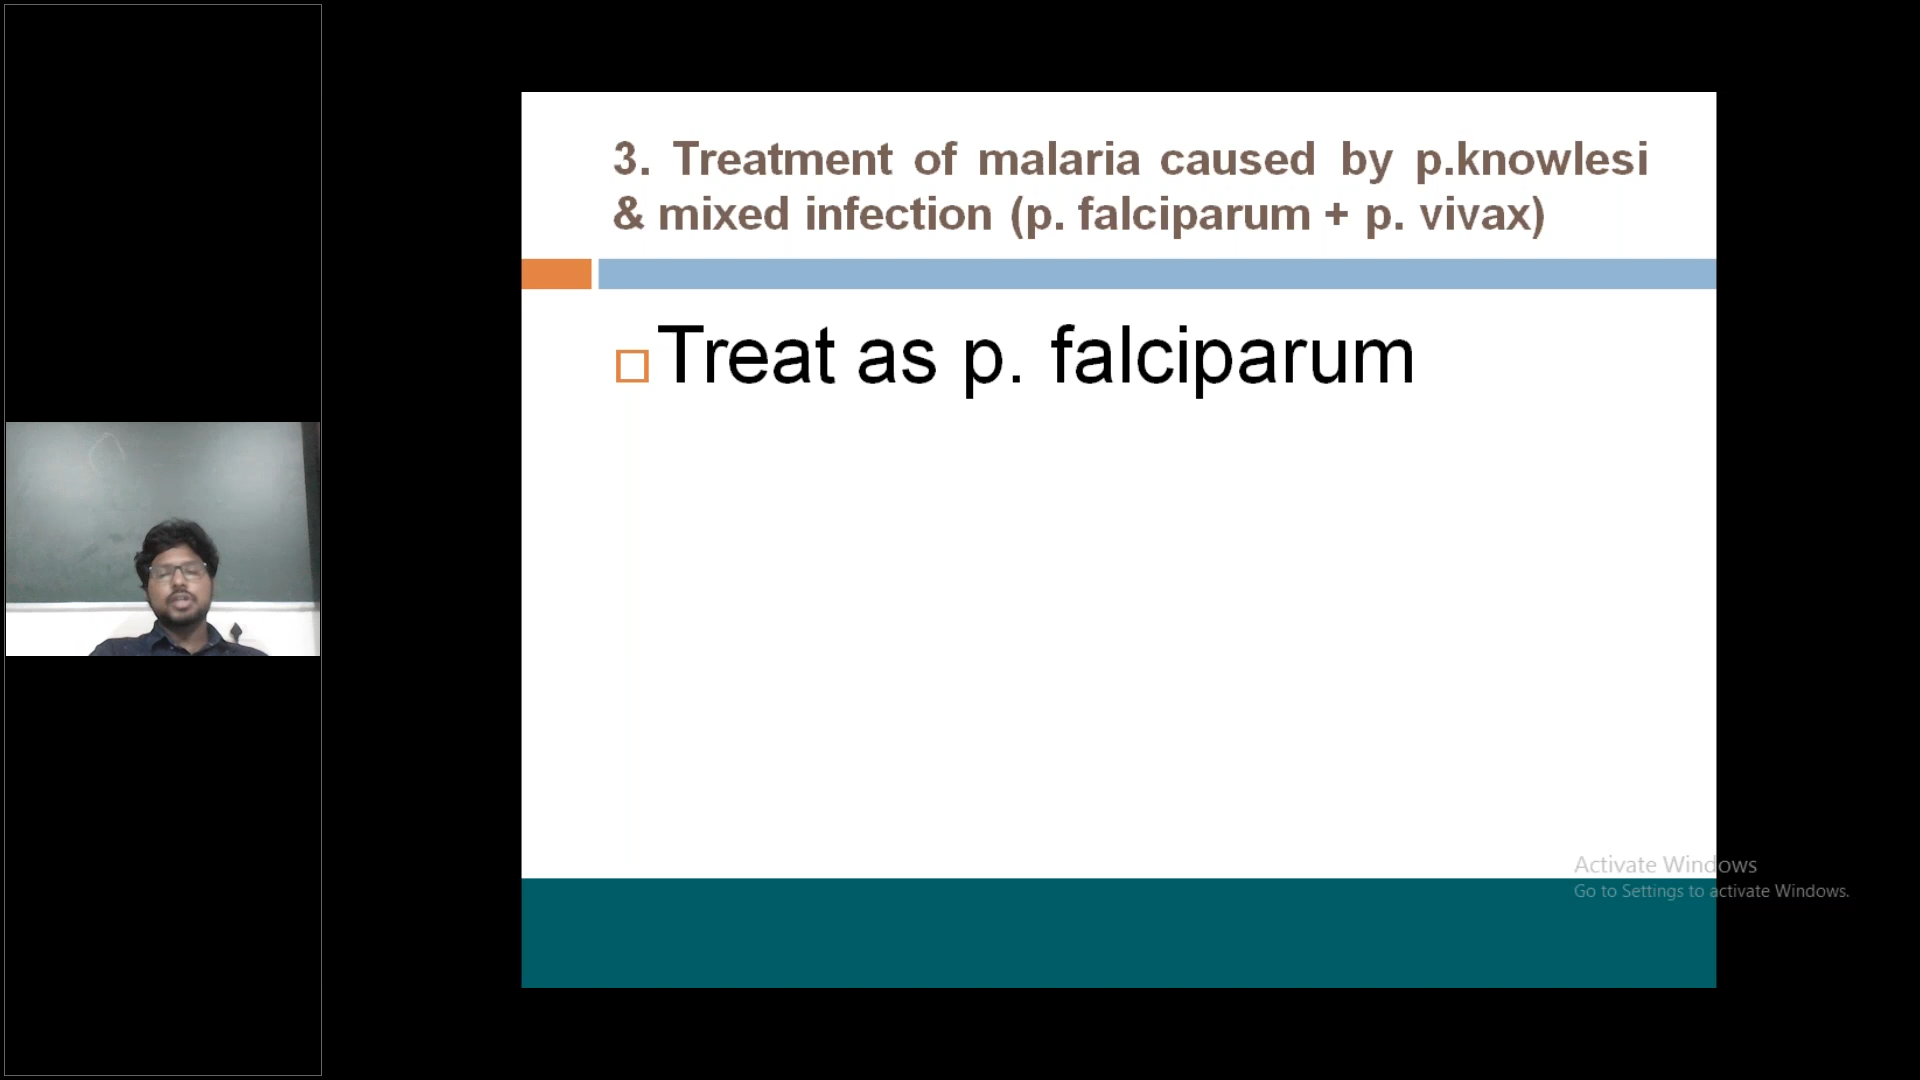 3. Treatment of malaria caused by p.knowlesi
& mixed infection (p. falciparum + p. vivax)
Treat as p. falciparum
Activate Windows
Go to Settings to activate Windows.